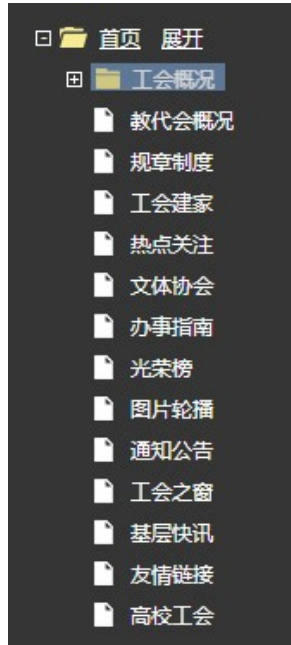 首页 展开
工会概况
教代会概况
规章制度
工会建家
热点关注
文体协会
办事指南
光荣榜
图片轮播
通知公告
工会之窗
基层快讯
友情链接
高校工会